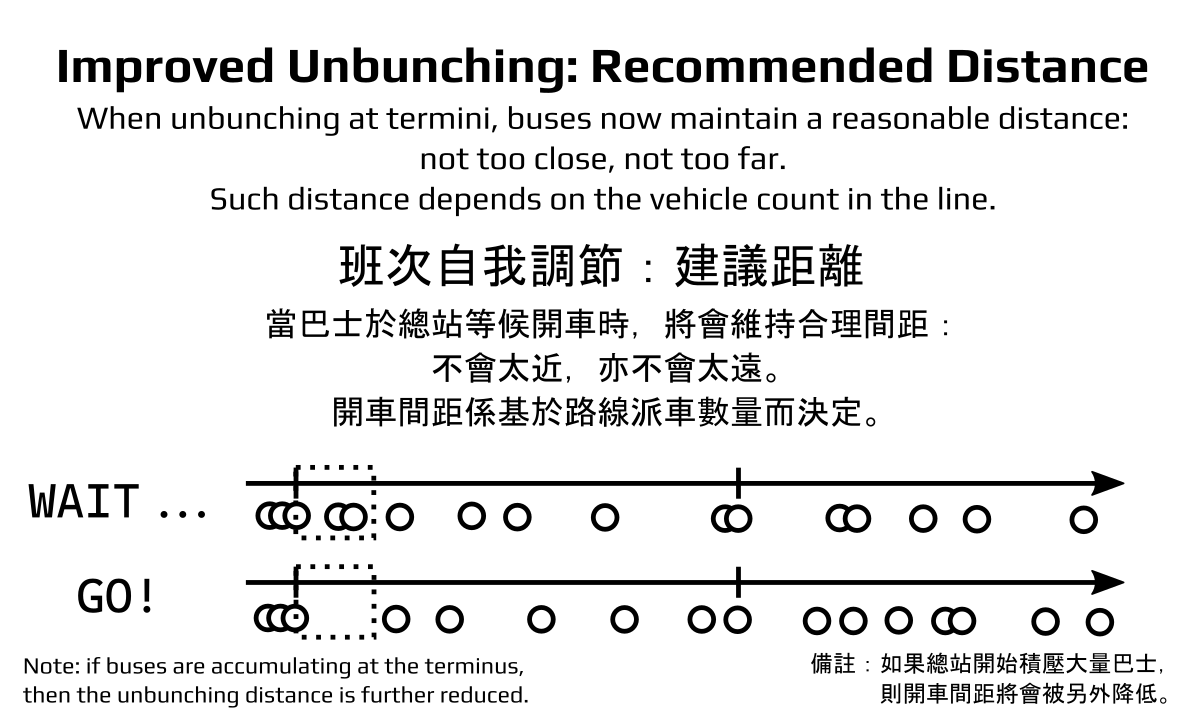 Improved Unbunching: Recommended Distance
When unbunching at termini, buses now maintain a reasonable distance:
not too close, not too far.
Such distance depends on the vehicle count in the line.
班次自我調節：建議距離
當巴士於總站等候開車時，將會維持合理間距：
不會太近，亦不會太遠。
開車間距係基於路線派車數量而決定。
WAIT ...
GO!
Note: if buses are accumulating at the terminus,
then the unbunching distance is further reduced.
備註：如果總站開始積壓大量巴士，
則開車間距將會被另外降低。